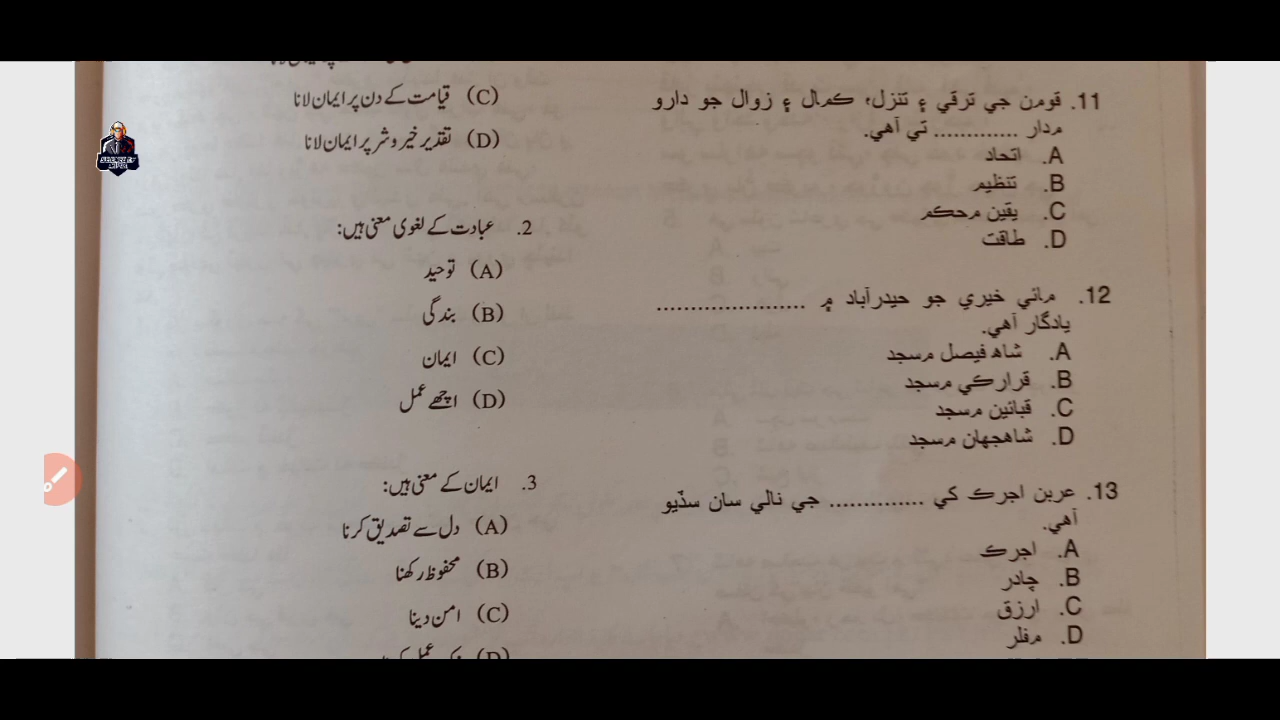 11. قومن جي ترقي ۽ تنزل؛ ڪمال ۽ زوال جو دارو
مدار ............. تي آهي.
A. اتحاد
B. تنظيم
C. يقين محڪم
D. طاقت
12. مائي خيري جو حيدرآباد ۾ ......................
يادگار آهي.
A. شاھ فيصل مسجد
B. قرارڪي مسجد
C. قبائين مسجد
D. شاهجهان مسجد
13. عربن اجرڪ کي .............. جي نالي سان سڏيو
آهي.
A. اجرڪ
B. چادر
C. ارزق
D. مفلر
(C) قیامت کے دن پر ایمان لانا
(D) تقدیر خیر و شر پر ایمان لانا
2. عبادت کے لغوی معنی ہیں:
(A) توحید
(B) بندگی
(C) ایمان
(D) اچھے عمل
3. ایمان کے معنی ہیں:
(A) دل سے تصدیق کرنا
(B) محفوظ رکھنا
(C) امن دینا
(D)